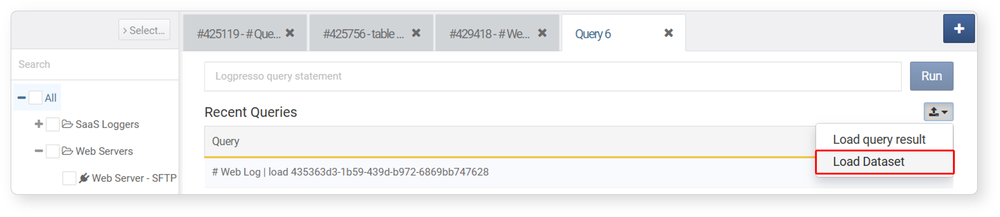 > Select...
#425119 - # Que...
#425756 - table ...
#429418 - # We...
Query 6
Search
Logpresso query statement
Run
All
SaaS Loggers
Web Servers
Web Server - SFTP
Recent Queries
Load query result
Load Dataset
Query
# Web Log | load 435363d3-1b59-439d-b972-6869bb747628